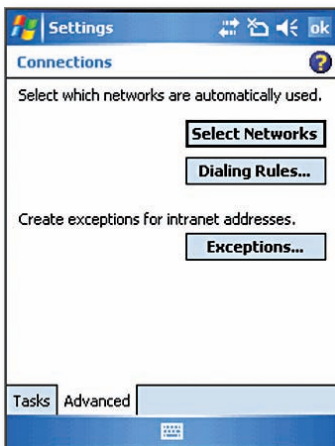 Settings
ok
Connections
?
Select which networks are automatically used.
Select Networks
Dialing Rules...
Create exceptions for intranet addresses.
Exceptions...
Tasks Advanced